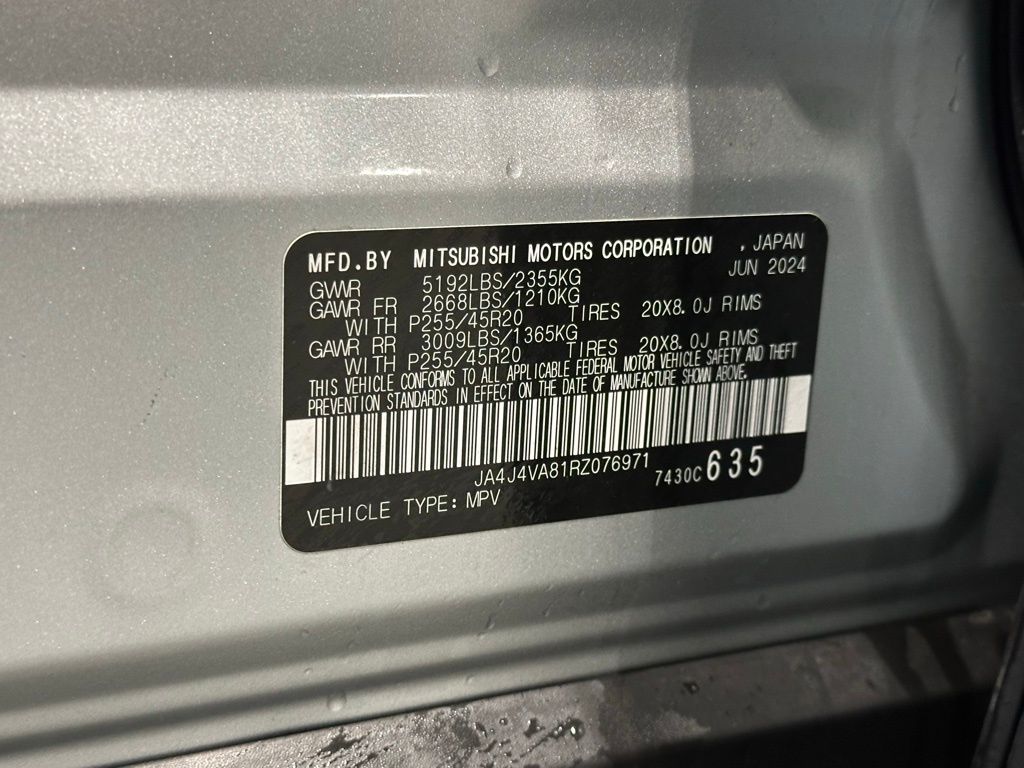 MFD.BY MITSUBISHI MOTORS CORPORATION , JAPAN
JUN 2024
GVWR 5192LBS/2355KG
GAWR FR 2668LBS/1210KG
WITH P255/45R20 TIRES 20X8.0J RIMS
GAWR RR 3009LBS/1365KG
WITH P255/45R20 TIRES 20X8.0J RIMS
THIS VEHICLE CONFORMS TO ALL APPLICABLE FEDERAL MOTOR VEHICLE SAFETY AND THEFT
PREVENTION STANDARDS IN EFFECT ON THE DATE OF MANUFACTURE SHOWN ABOVE.
JA4J4VA81RZ076971
7430C635
VEHICLE TYPE: MPV